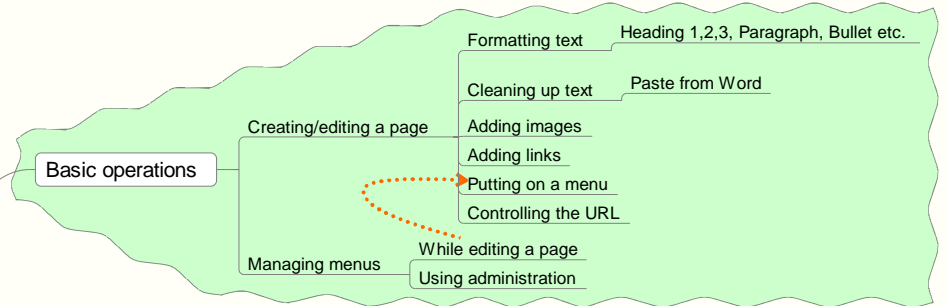 Basic operations
Creating/editing a page
Formatting text
Heading 1,2,3, Paragraph, Bullet etc.
Cleaning up text
Paste from Word
Adding images
Adding links
Putting on a menu
Controlling the URL
Managing menus
While editing a page
Using administration